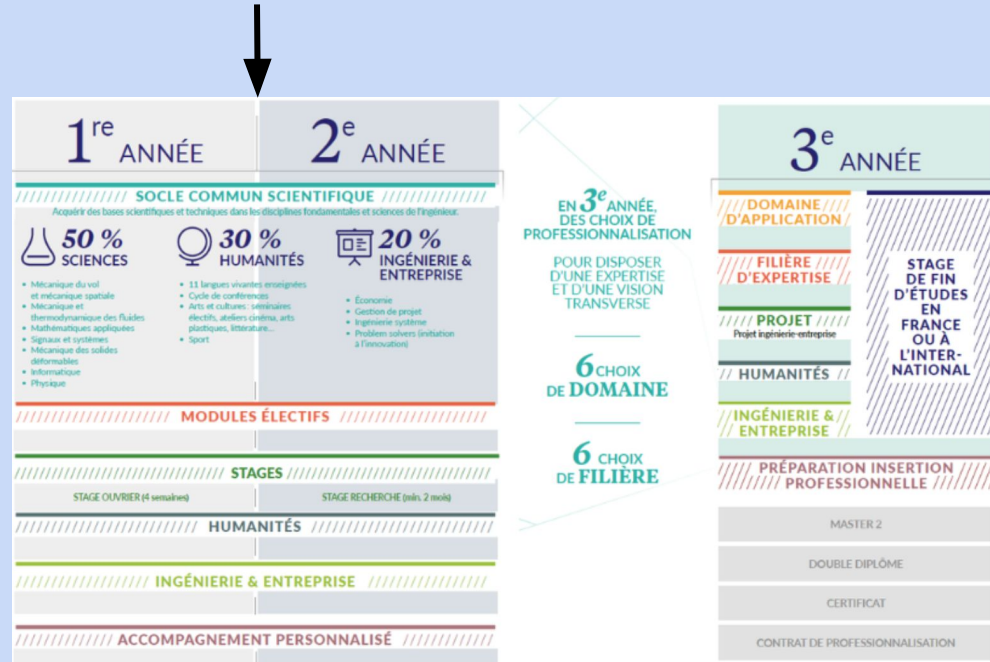 1re ANNÉE
2e ANNÉE
SOCLE COMMUN SCIENTIFIQUE
Acquérir des bases scientifiques et techniques dans les disciplines fondamentales et sciences de l'ingénieur.
50 %
SCIENCES
• Mécanique du vol
et mécanique spatiale
• Mécanique et
thermodynamique des fluides
• Mathématiques appliquées
• Signaux et systèmes
• Mécanique des solides
déformables
• Informatique
• Physique
30 %
HUMANITÉS
• 11 langues vivantes enseignées
• Cycle de conférences
• Arts et cultures : séminaires
électifs, ateliers cinéma, arts
plastiques, littérature...
• Sport
20 %
INGÉNIERIE &
ENTREPRISE
• Économie
• Gestion de projet
• Ingénierie système
• Problem solvers (initiation
à l'innovation)
MODULES ÉLECTIFS
STAGES
STAGE OUVRIER (4 semaines)
STAGE RECHERCHE (min. 2 mois)
HUMANITÉS
INGÉNIERIE & ENTREPRISE
ACCOMPAGNEMENT PERSONNALISÉ
EN 3e ANNÉE,
DES CHOIX DE
PROFESSIONNALISATION
POUR DISPOSER
D'UNE EXPERTISE
ET D'UNE VISION
TRANSVERSE
6 CHOIX
DE DOMAINE
6 CHOIX
DE FILIÈRE
3e ANNÉE
DOMAINE
D'APPLICATION
FILIÈRE
D'EXPERTISE
PROJET
Projet ingénierie-entreprise
HUMANITÉS
INGÉNIERIE &
ENTREPRISE
STAGE
DE FIN
D'ÉTUDES
EN
FRANCE
OU À
L'INTER-
NATIONAL
PRÉPARATION INSERTION
PROFESSIONNELLE
MASTER 2
DOUBLE DIPLÔME
CERTIFICAT
CONTRAT DE PROFESSIONNALISATION